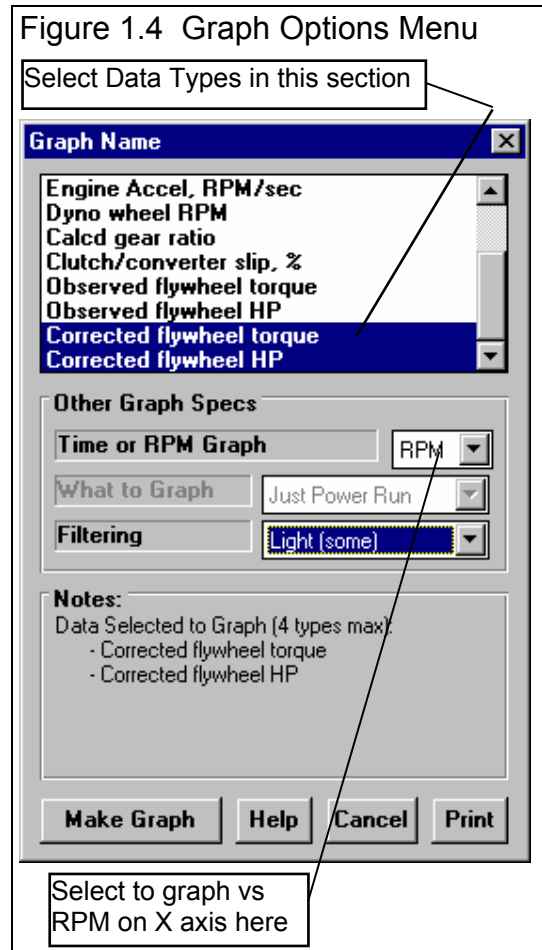 Figure 1.4 Graph Options Menu
Select Data Types in this section
Graph Name
Engine Accel, RPM/sec
Dyno wheel RPM
Calcd gear ratio
Clutch/converter slip, %
Observed flywheel torque
Observed flywheel HP
Corrected flywheel torque
Corrected flywheel HP
Other Graph Specs
Time or RPM Graph RPM
What to Graph Just Power Run
Filtering Light (some)
Notes:
Data Selected to Graph (4 types max):
- Corrected flywheel torque
- Corrected flywheel HP
Make Graph Help Cancel Print
Select to graph vs
RPM on X axis here